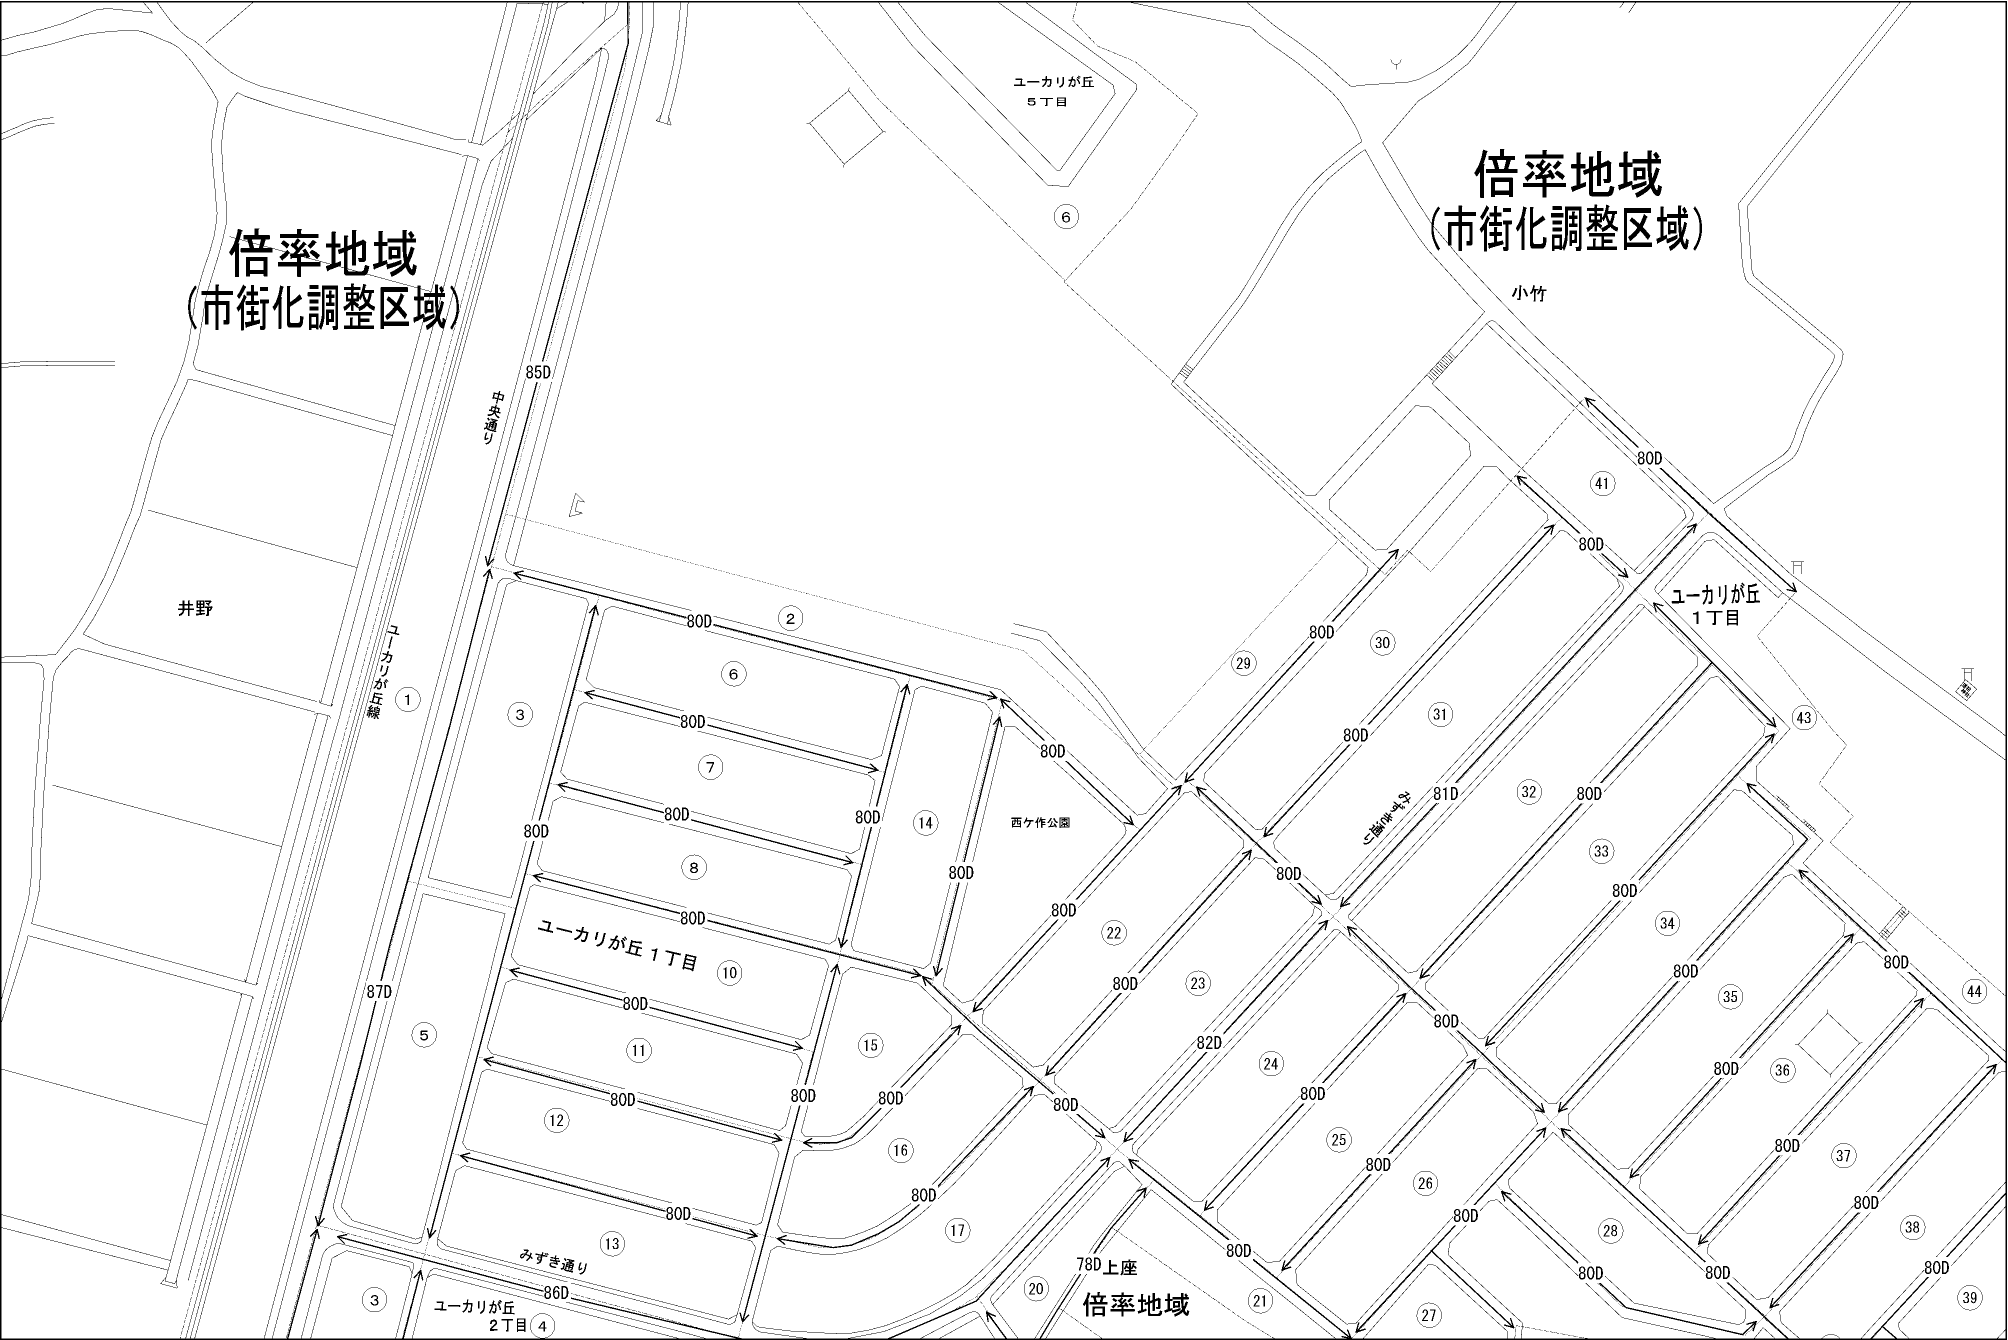 ユーカリが丘
５丁目
⑥
倍率地域
（市街化調整区域）
倍率地域
（市街化調整区域）
小竹
85D
中央通り
80D
㊶
80D
ユーカリが丘
１丁目
井野
ユーカリが丘線
①
②
80D
③
⑥
80D
㉙
80D
㉚
㉛
80D
㊸
80D
⑦
80D
80D
80D
⑧
80D
80D
⑭
西ケ作公園
80D
みずき通り
81D
㉜
80D
㉝
80D
80D
ユーカリが丘１丁目
⑩
80D
㉒
80D
㉞
80D
80D
㊹
87D
80D
80D
㉓
80D
㉟
⑤
⑪
⑮
82D
㉔
80D
㊱
80D
⑫
80D
80D
80D
80D
㉕
80D
㊲
80D
⑯
80D
㉖
80D
㊳
80D
⑬
⑰
80D
80D
㉘
80D
80D
みずき通り
86D
③
ユーカリが丘
２丁目
④
78D
上座
倍率地域
⑳
㉑
㉗
80D
㊴